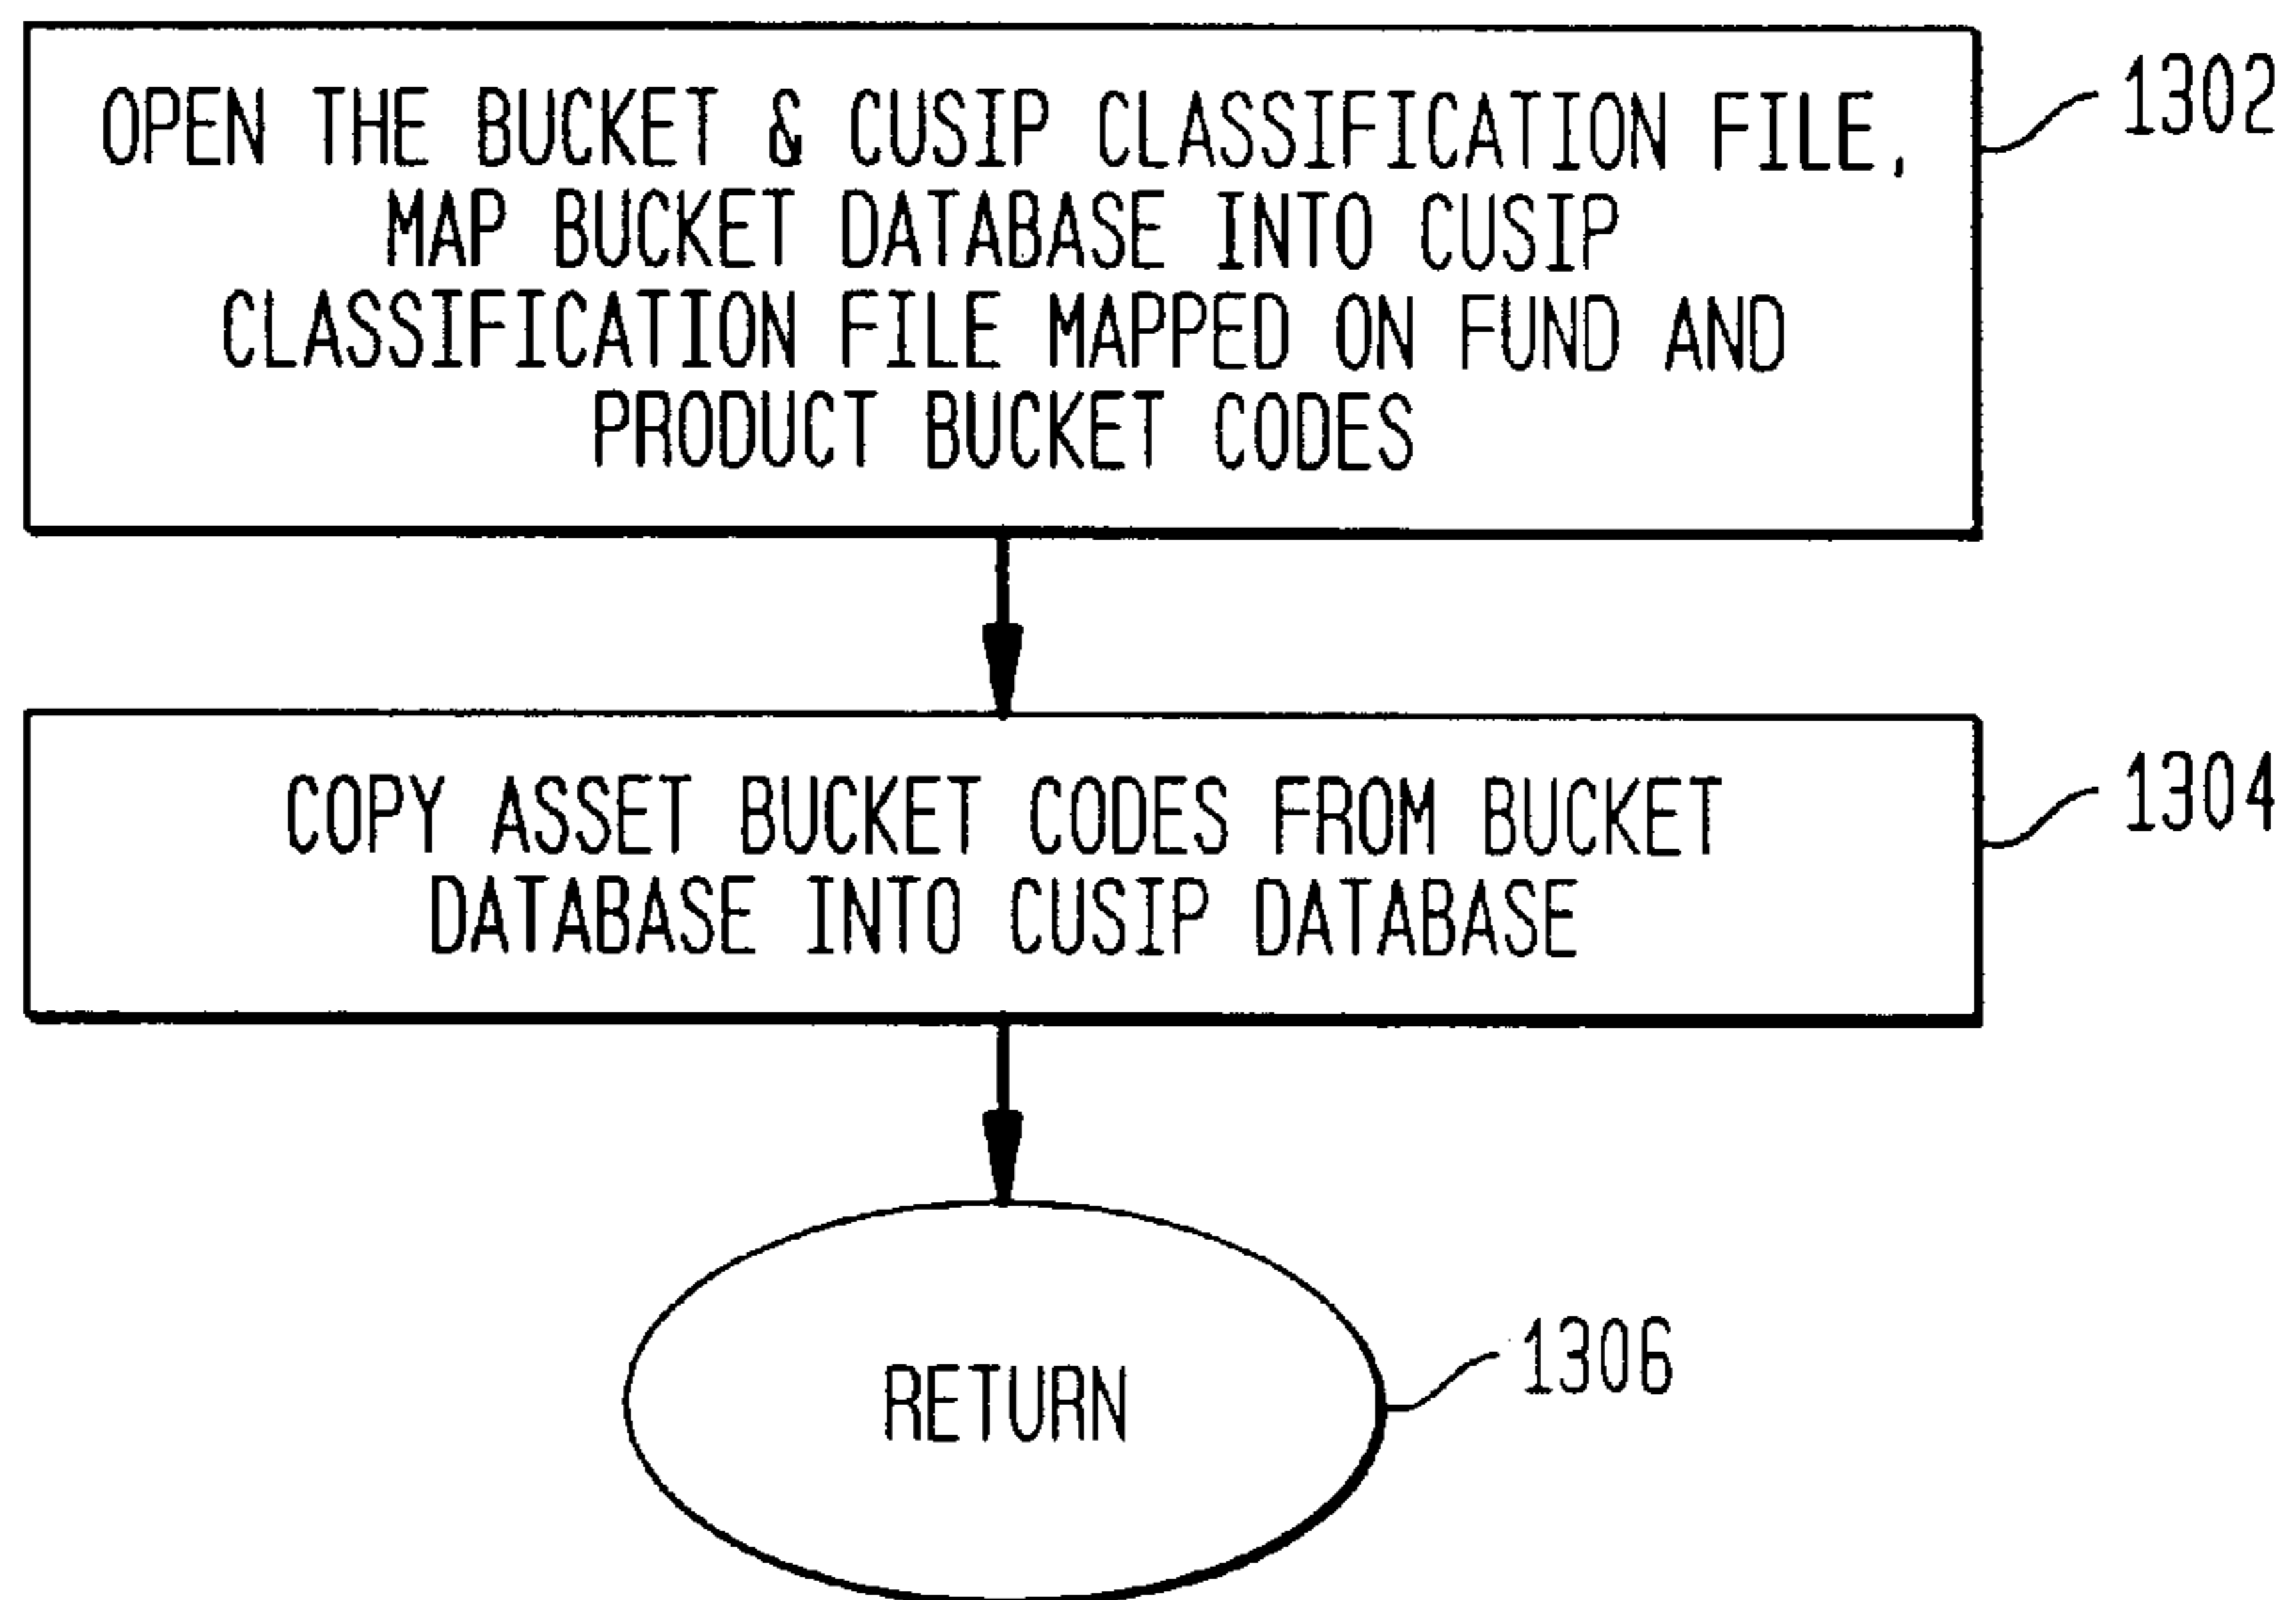 OPEN THE BUCKET & CUSIP CLASSIFICATION FILE,
MAP BUCKET DATABASE INTO CUSIP
CLASSIFICATION FILE MAPPED ON FUND AND
PRODUCT BUCKET CODES
1302
COPY ASSET BUCKET CODES FROM BUCKET
DATABASE INTO CUSIP DATABASE
1304
RETURN
1306